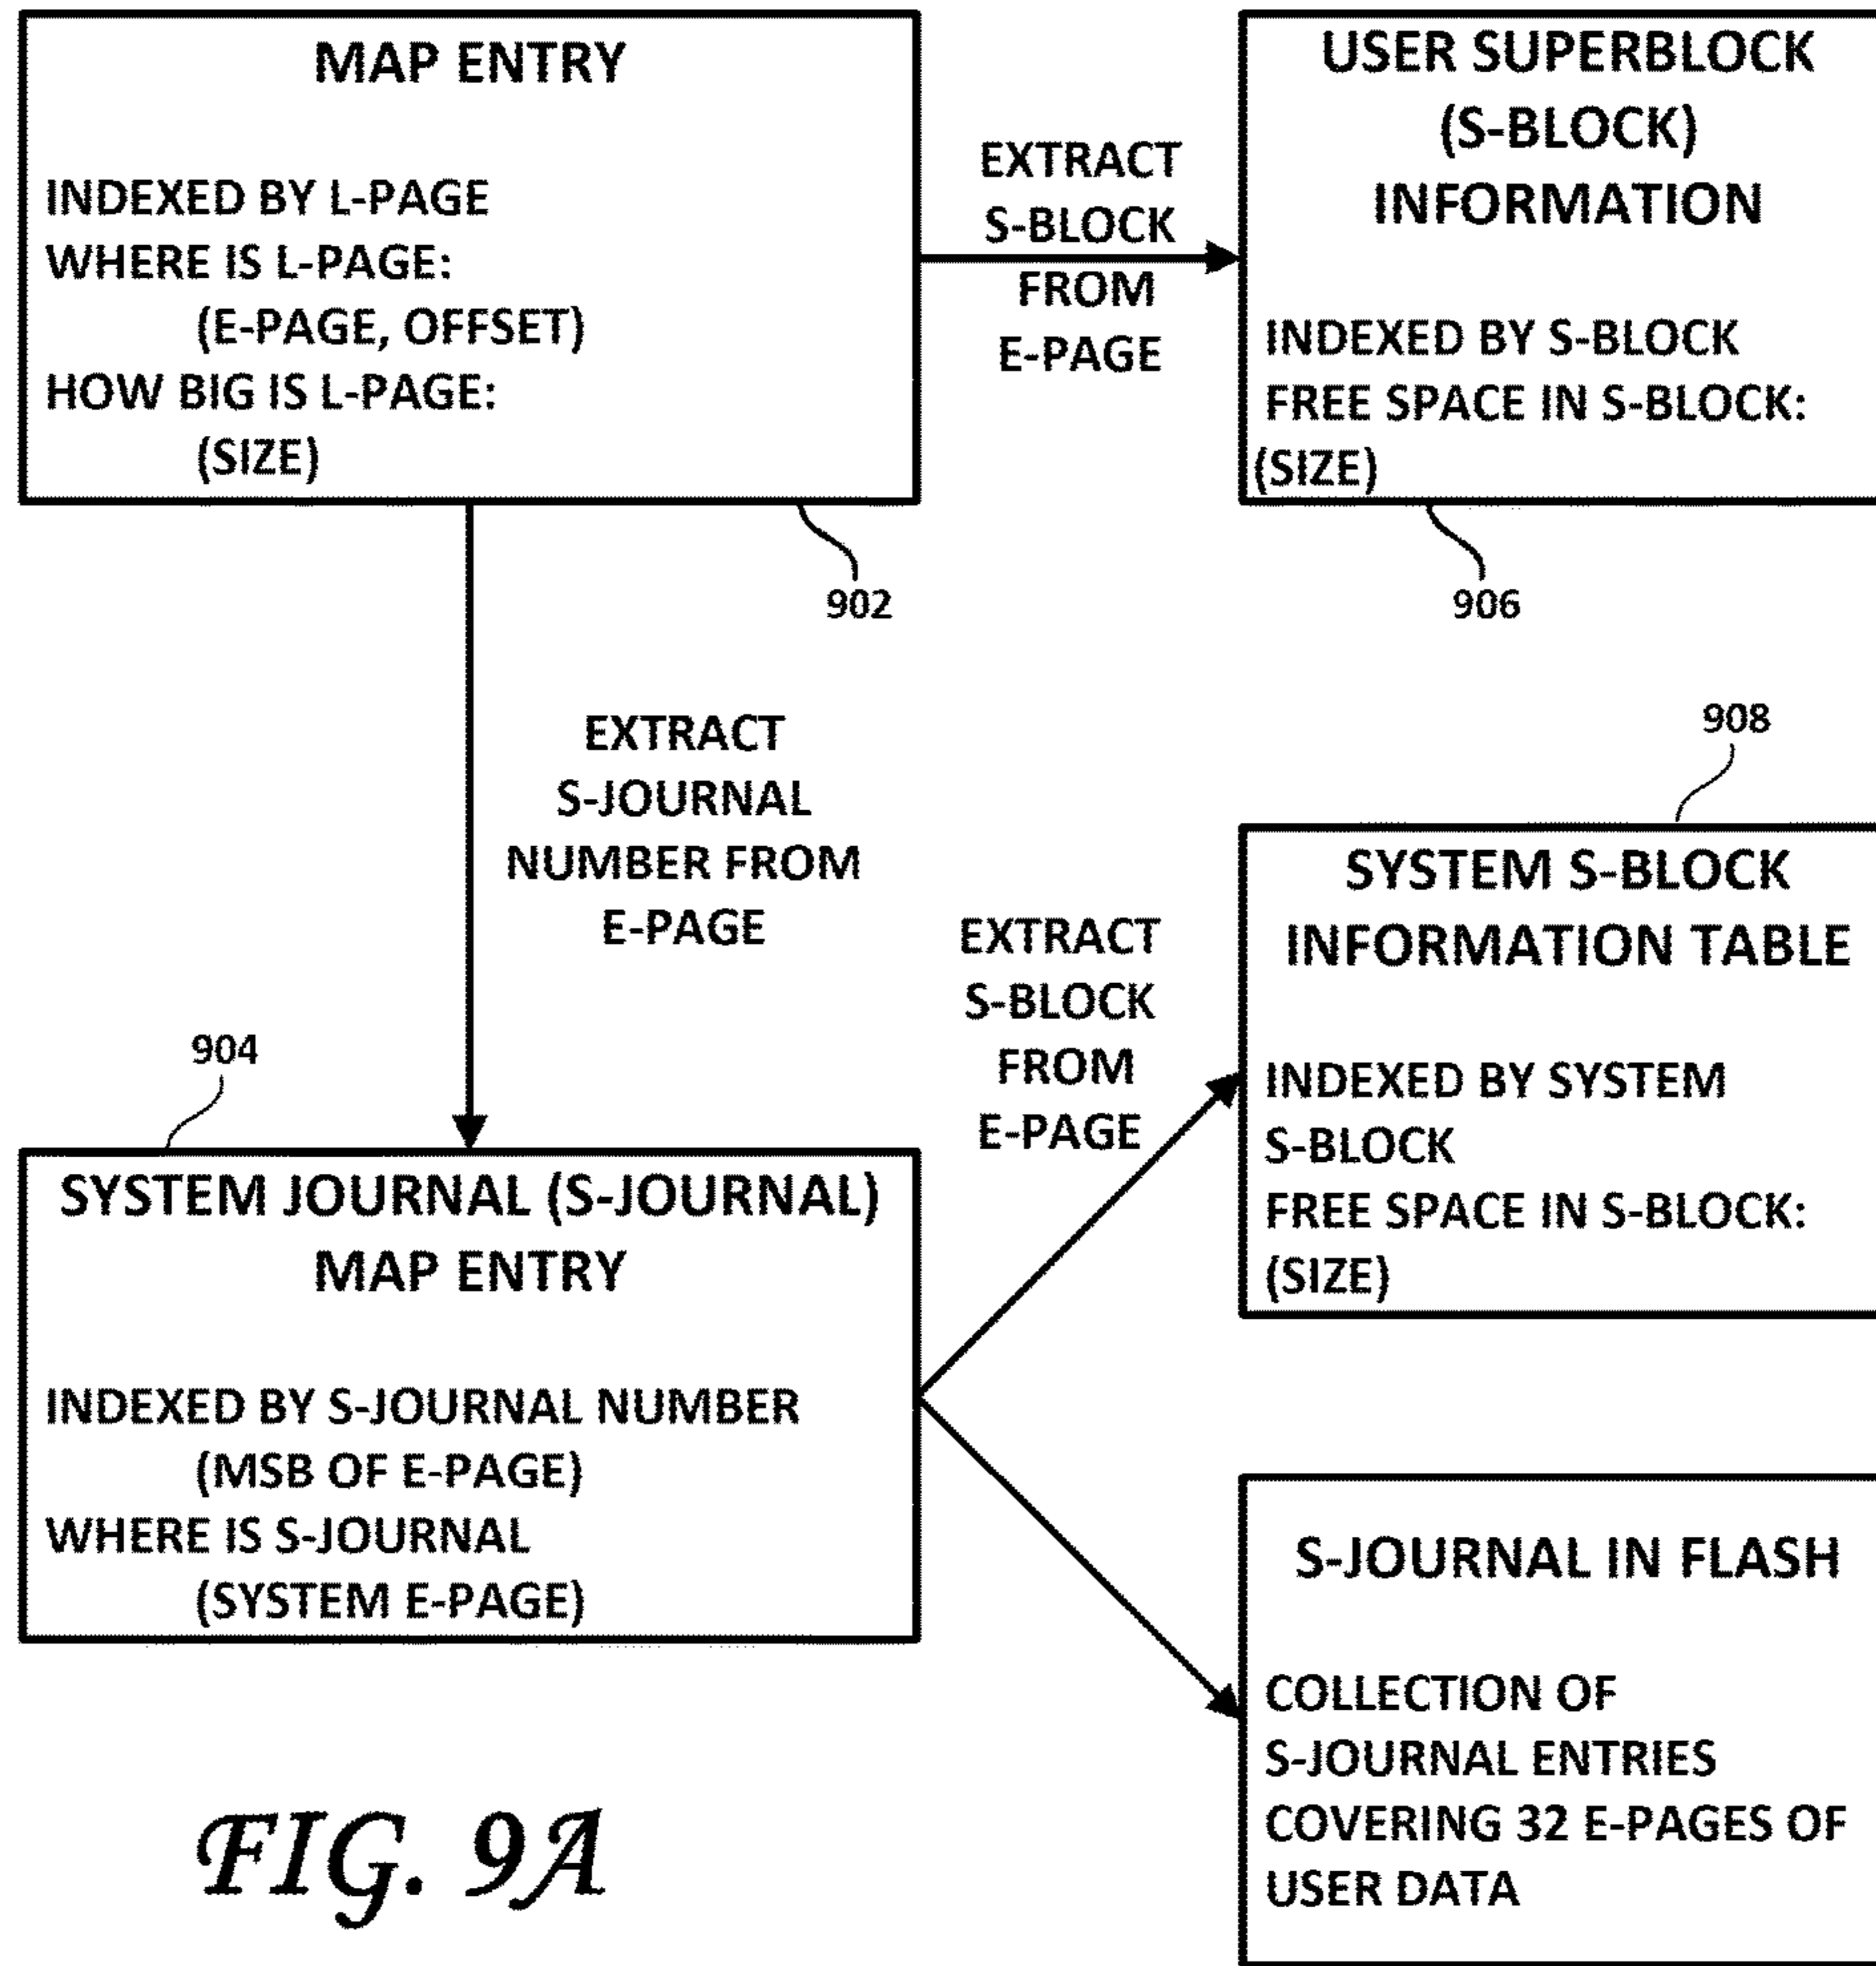 MAP ENTRY
INDEXED BY L-PAGE
WHERE IS L-PAGE:
(E-PAGE, OFFSET)
HOW BIG IS L-PAGE:
(SIZE)
902
EXTRACT
S-BLOCK
FROM
E-PAGE
USER SUPERBLOCK
(S-BLOCK)
INFORMATION
INDEXED BY S-BLOCK
FREE SPACE IN S-BLOCK:
(SIZE)
906
EXTRACT
S-JOURNAL
NUMBER FROM
E-PAGE
904
SYSTEM JOURNAL (S-JOURNAL)
MAP ENTRY
INDEXED BY S-JOURNAL NUMBER
(MSB OF E-PAGE)
WHERE IS S-JOURNAL
(SYSTEM E-PAGE)
EXTRACT
S-BLOCK
FROM
E-PAGE
908
SYSTEM S-BLOCK
INFORMATION TABLE
INDEXED BY SYSTEM
S-BLOCK
FREE SPACE IN S-BLOCK:
(SIZE)
S-JOURNAL IN FLASH
COLLECTION OF
S-JOURNAL ENTRIES
COVERING 32 E-PAGES OF
USER DATA
FIG. 9A